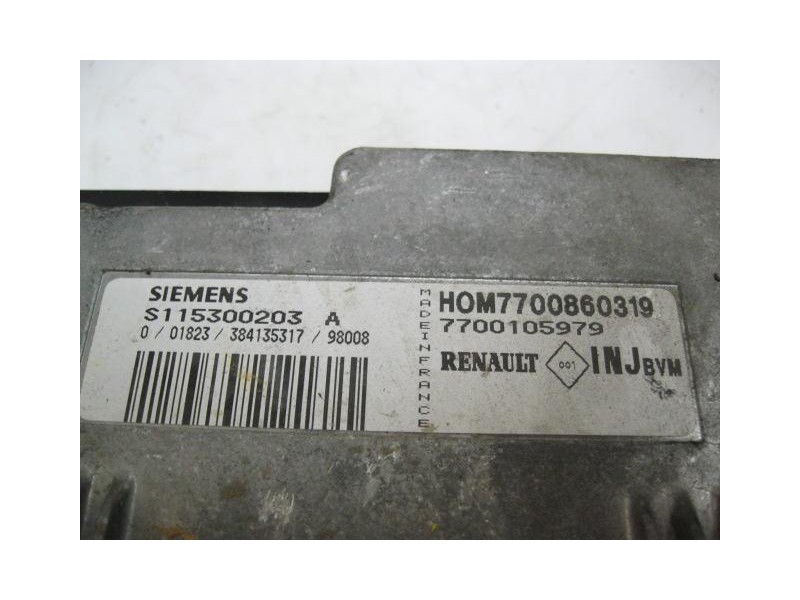 SIEMENS
S115300203 A
0 / 01823 / 384135317 / 98008
MADE IN FRANCE
HOM7700860319
7700105979
RENAULT 001 INJ BVM